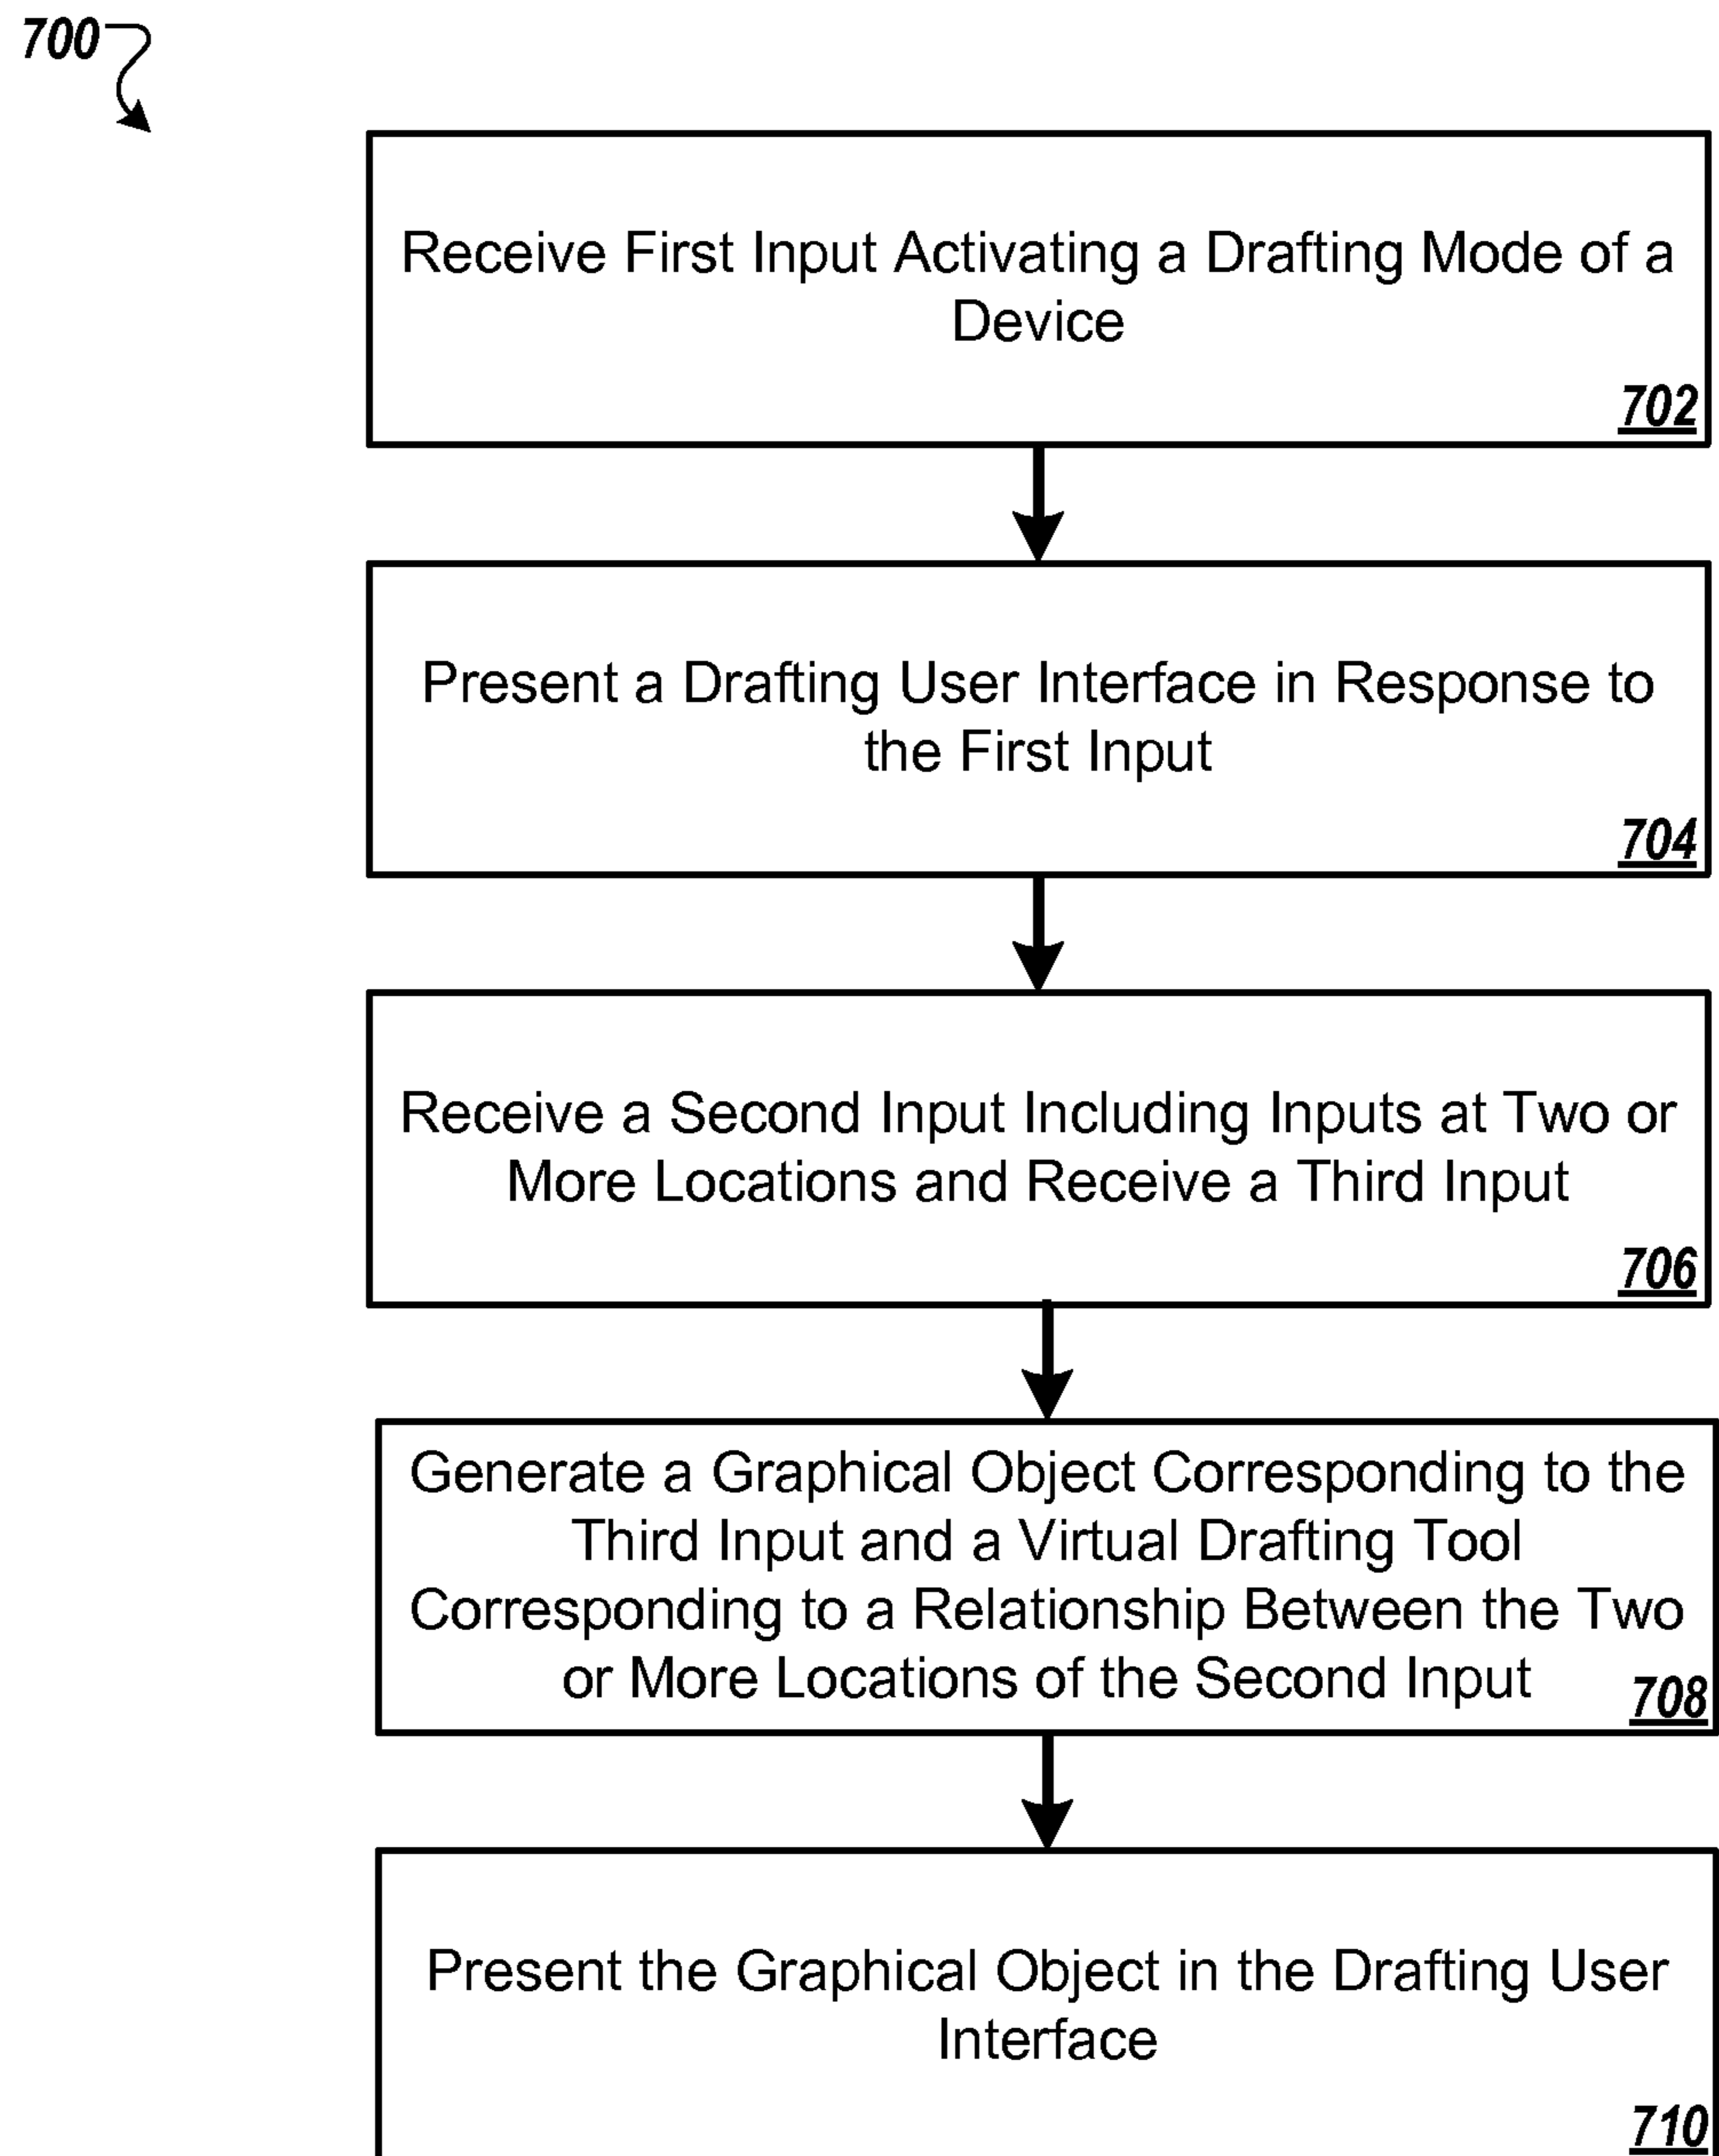 700
Receive First Input Activating a Drafting Mode of a
Device
702
Present a Drafting User Interface in Response to
the First Input
704
Receive a Second Input Including Inputs at Two or
More Locations and Receive a Third Input
706
Generate a Graphical Object Corresponding to the
Third Input and a Virtual Drafting Tool
Corresponding to a Relationship Between the Two
or More Locations of the Second Input
708
Present the Graphical Object in the Drafting User
Interface
710